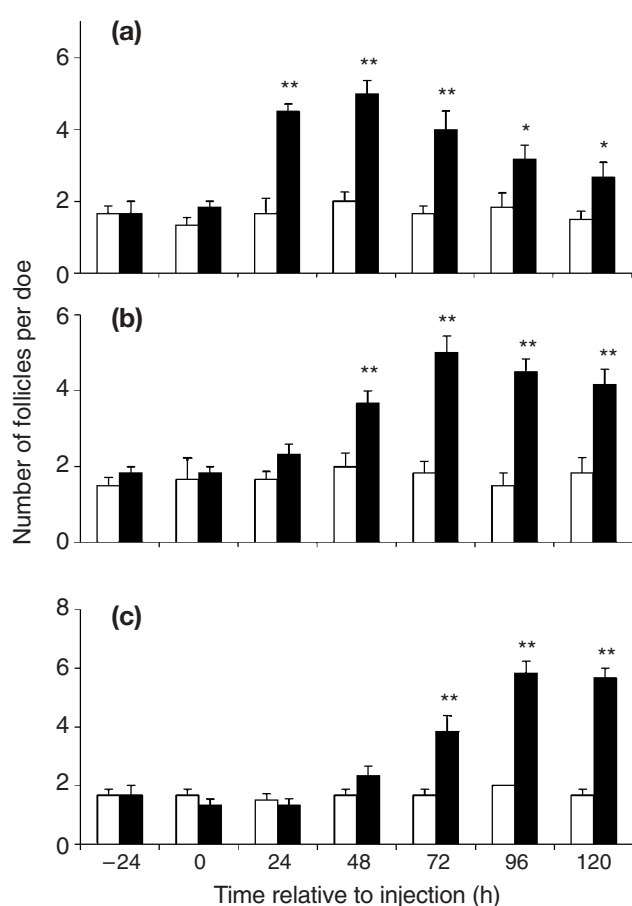 (a)
6
4
2
0
** ** ** * *
(b)
6
4
2
0
** ** ** **
(c)
8
6
4
2
0
** ** **
−24 0 24 48 72 96 120
Number of follicles per doe
Time relative to injection (h)